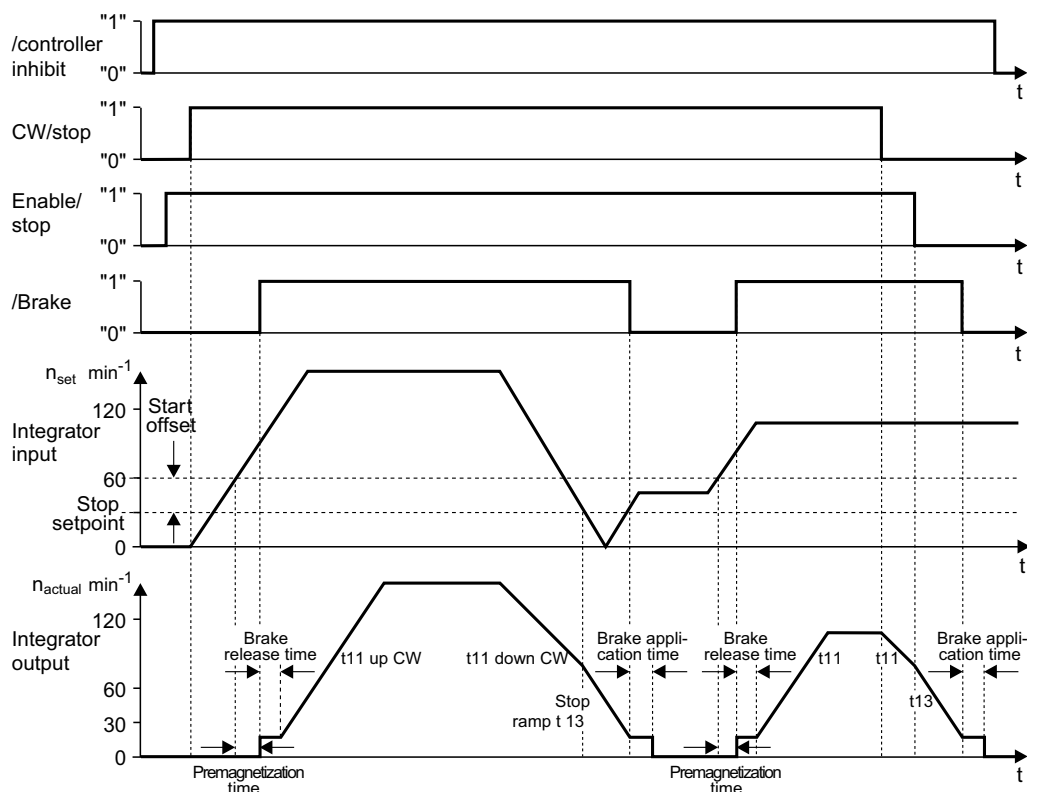 "1"
/controller
inhibit
"0"
t
"1"
CW/stop
"0"
t
"1"
Enable/
stop
"0"
t
"1"
/Brake
"0"
t
nset min-1
120
Start
offset
Integrator
input
60
Stop
setpoint
0
t
nactual min-1
120
Integrator
output
Brake
release time
t11 up CW
t11 down CW
Brake appli-
cation time
Brake
release time
t11
t11
Brake appli-
cation time
60
Stop
ramp t 13
t13
30
0
t
Premagnetization
time
Premagnetization
time